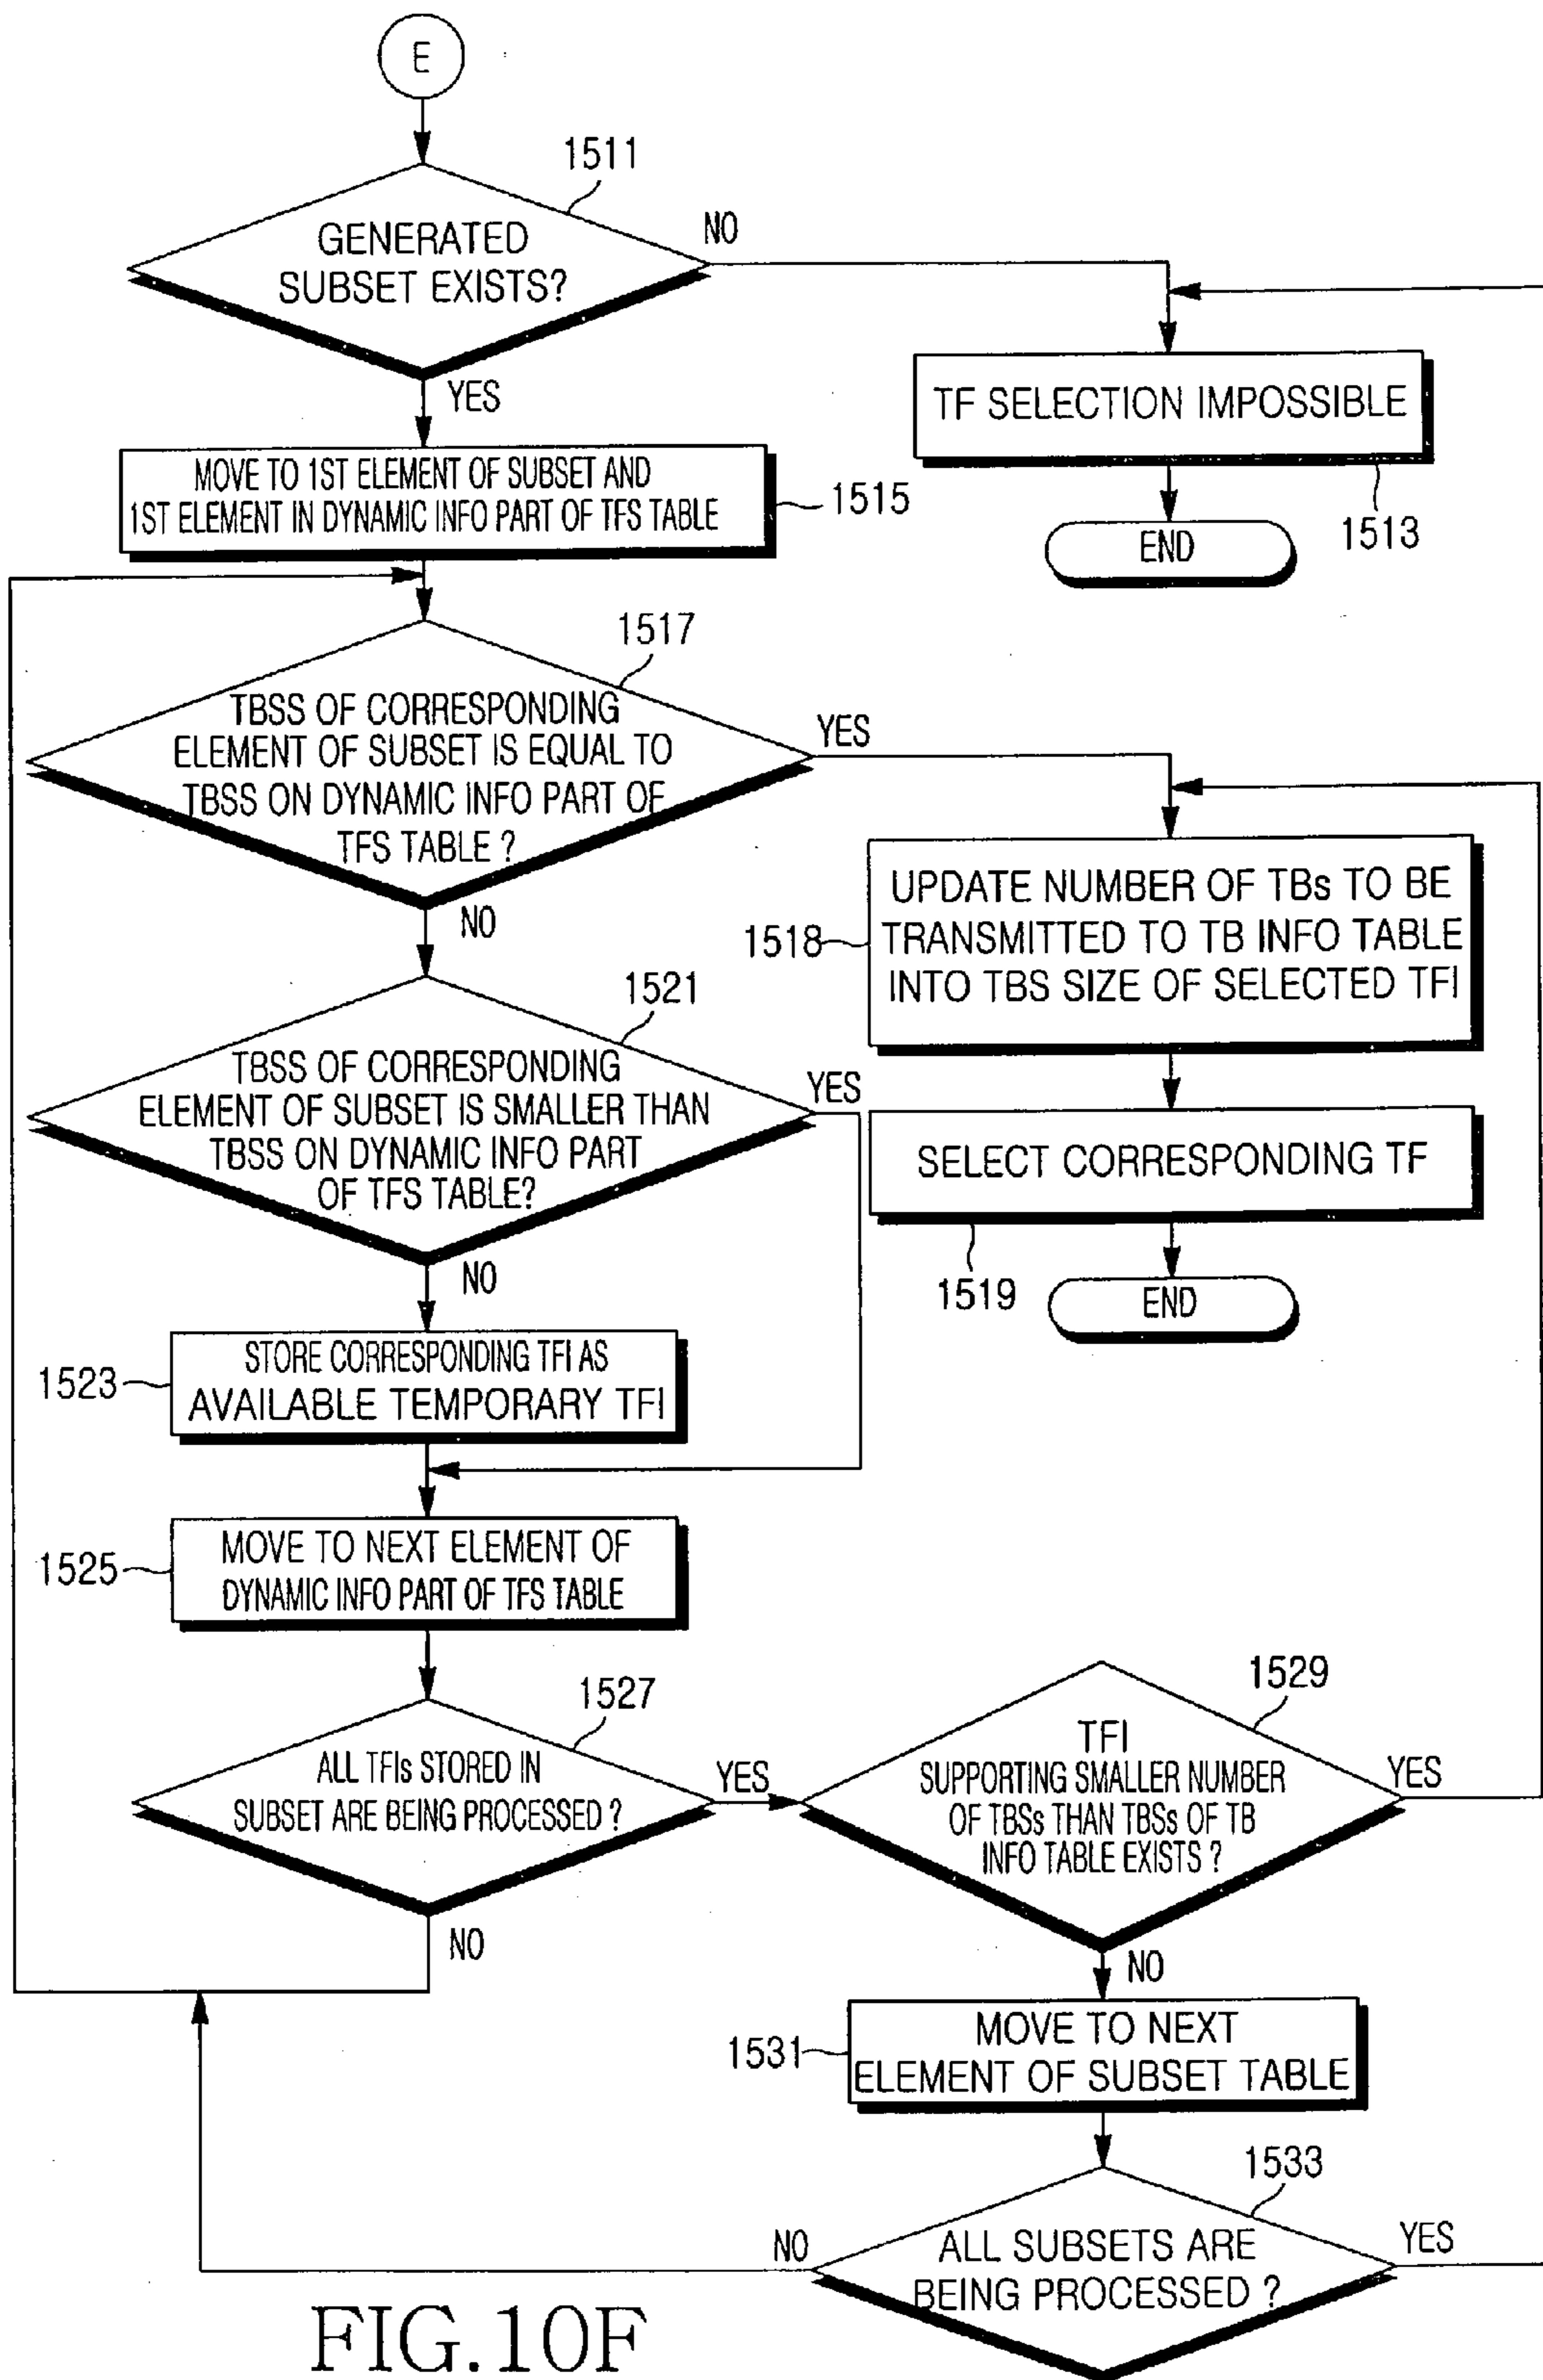 E
1511
GENERATED
SUBSET EXISTS?
NO
YES
TF SELECTION IMPOSSIBLE
1513
END
MOVE TO 1ST ELEMENT OF SUBSET AND
1ST ELEMENT IN DYNAMIC INFO PART OF TFS TABLE
1515
1517
TBSS OF CORRESPONDING
ELEMENT OF SUBSET IS EQUAL TO
TBSS ON DYNAMIC INFO PART OF
TFS TABLE ?
YES
NO
1518
UPDATE NUMBER OF TBs TO BE
TRANSMITTED TO TB INFO TABLE
INTO TBS SIZE OF SELECTED TFI
1521
TBSS OF CORRESPONDING
ELEMENT OF SUBSET IS SMALLER THAN
TBSS ON DYNAMIC INFO PART
OF TFS TABLE?
YES
NO
SELECT CORRESPONDING TF
1519
END
1523
STORE CORRESPONDING TFI AS
AVAILABLE TEMPORARY TFI
1525
MOVE TO NEXT ELEMENT OF
DYNAMIC INFO PART OF TFS TABLE
1527
ALL TFIs STORED IN
SUBSET ARE BEING PROCESSED ?
YES
NO
1529
TFI
SUPPORTING SMALLER NUMBER
OF TBSs THAN TBSs OF TB
INFO TABLE EXISTS ?
YES
NO
1531
MOVE TO NEXT
ELEMENT OF SUBSET TABLE
1533
ALL SUBSETS ARE
BEING PROCESSED ?
NO
YES
FIG.10F